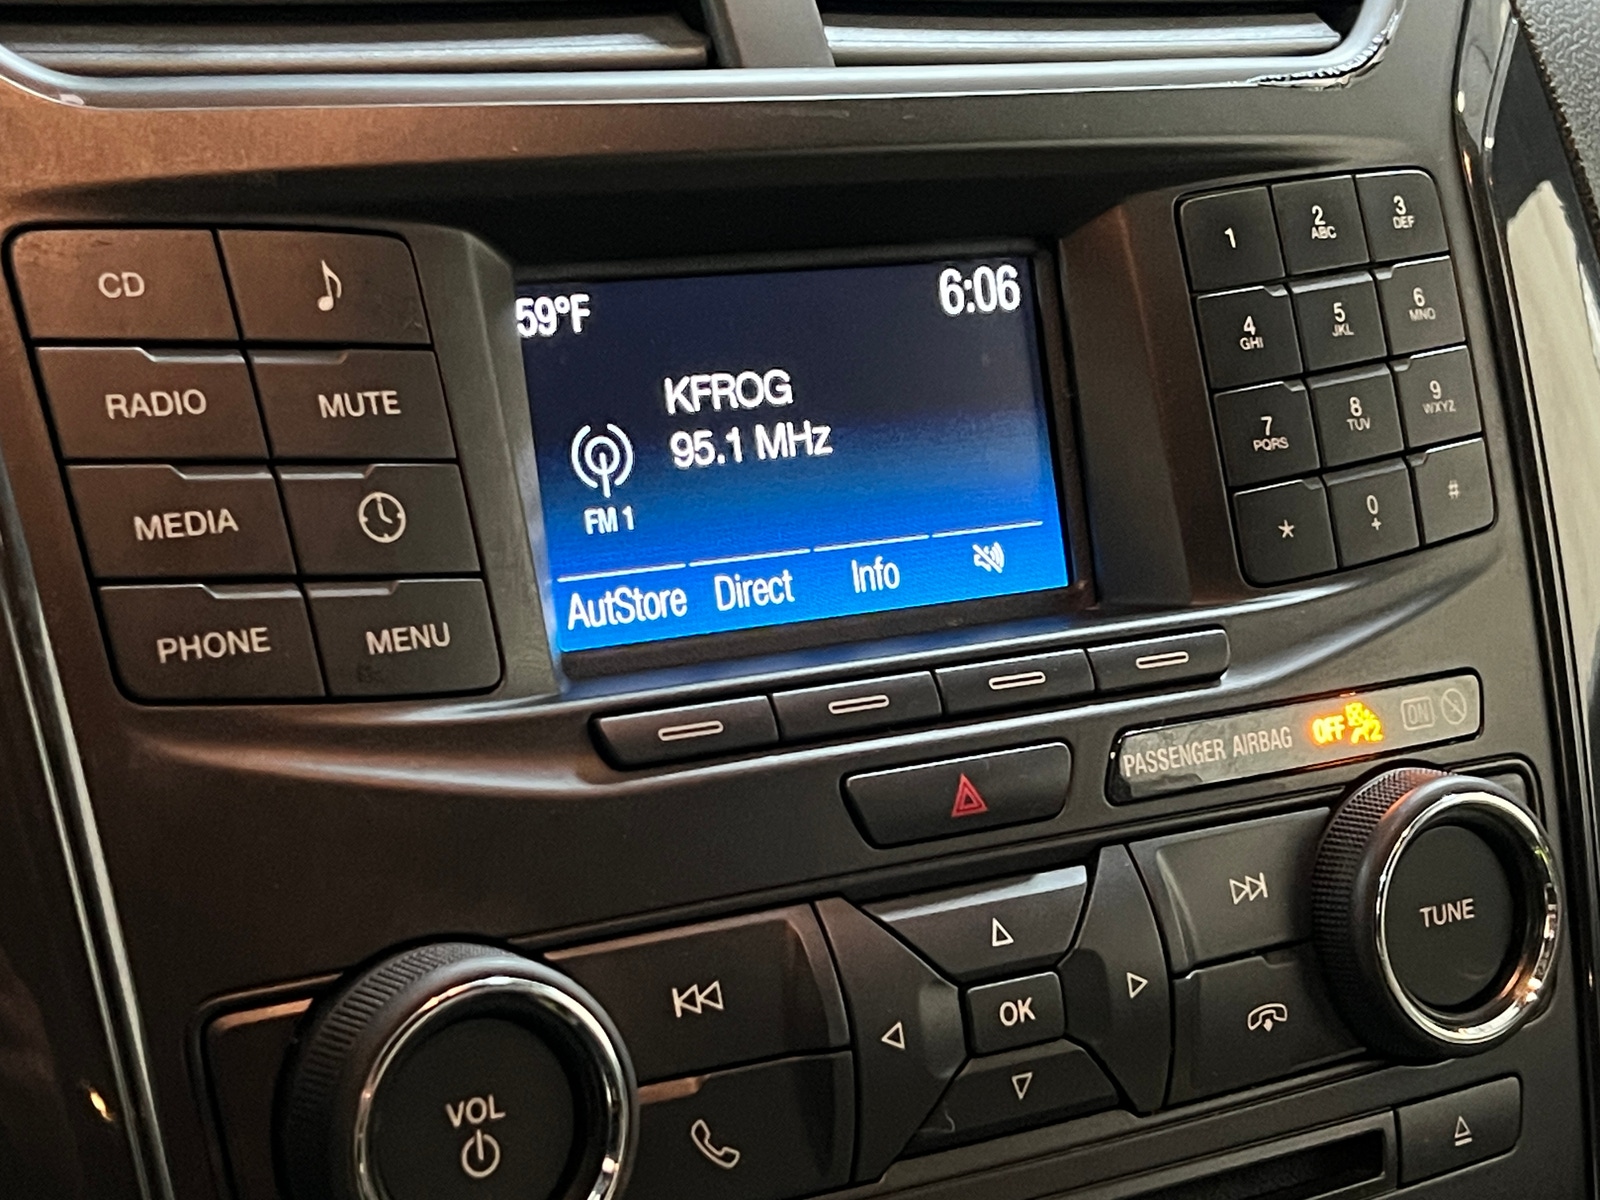 59°F 6:06
KFROG
95.1 MHz
FM 1
AutStore Direct Info
CD
RADIO MUTE
MEDIA
PHONE MENU
1 2 ABC 3 DEF
4 GHI 5 JKL 6 MNO
7 PQRS 8 TUV 9 WXYZ
* 0 + #
PASSENGER AIRBAG OFF 2 ON
TUNE
OK
VOL